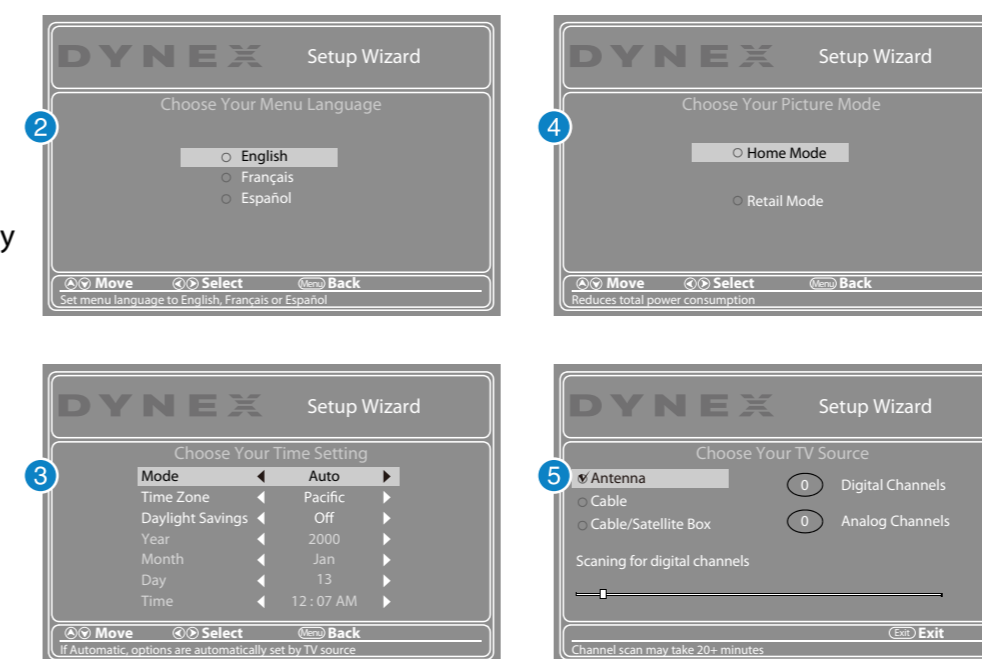 y
2
DYNEX Setup Wizard
Choose Your Menu Language
English
Français
Español
Move Select Menu Back
Set menu language to English, Français or Español
4
DYNEX Setup Wizard
Choose Your Picture Mode
Home Mode
Retail Mode
Move Select Menu Back
Reduces total power consumption
3
DYNEX Setup Wizard
Choose Your Time Setting
Mode Auto
Time Zone Pacific
Daylight Savings Off
Year 2000
Month Jan
Day 13
Time 12 : 07 AM
Move Select Menu Back
If Automatic, options are automatically set by TV source
5
DYNEX Setup Wizard
Choose Your TV Source
Antenna
Cable
Cable/Satellite Box
0 Digital Channels
0 Analog Channels
Scaning for digital channels
Exit Exit
Channel scan may take 20+ minutes